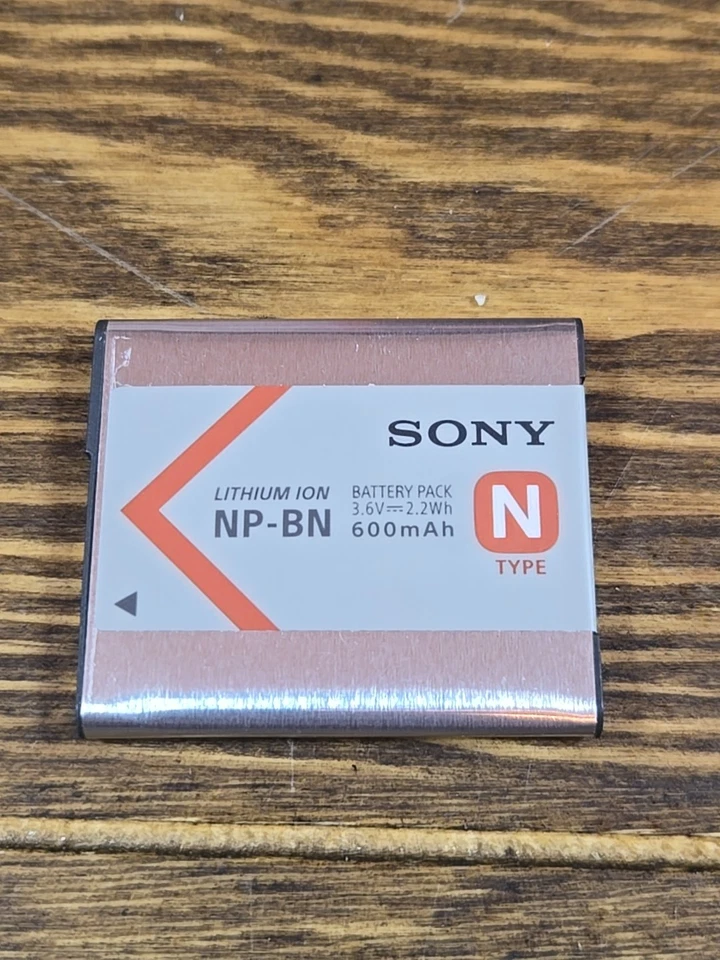 SONY
LITHIUM ION
NP-BN
BATTERY PACK
3.6V⎓2.2Wh
600mAh
N
TYPE